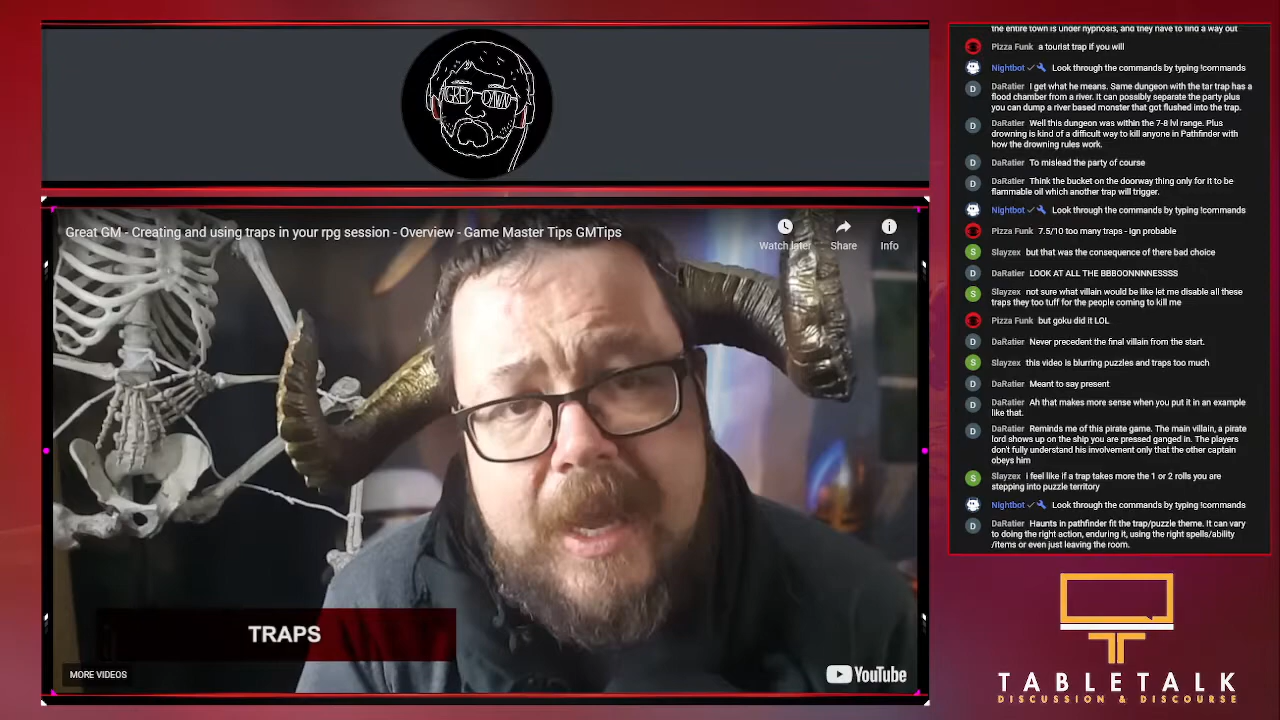 GREG
DWN
Great GM - Creating and using traps in your rpg session - Overview - Game Master Tips GMTips
Watch later
Share
Info
TRAPS
MORE VIDEOS
YouTube
the entire town is under hypnosis, and they have to find a way out
Pizza Funk a tourist trap if you will
Nightbot Look through the commands by typing !commands
DaRatier I get what he means. Same dungeon with the tar trap has a
flood chamber from a river. It can possibly separate the party plus
you can dump a river based monster that got flushed into the trap.
DaRatier Well this dungeon was within the 7-8 lvl range. Plus
drowning is kind of a difficult way to kill anyone in Pathfinder with
how the drowning rules work.
DaRatier To mislead the party of course
DaRatier Think the bucket on the doorway thing only for it to be
flammable oil which another trap will trigger.
Nightbot Look through the commands by typing !commands
Pizza Funk 7.5/10 too many traps - ign probable
Slayzex but that was the consequence of there bad choice
DaRatier LOOK AT ALL THE BBBOONNNNESSSS
Slayzex not sure what villain would be like let me disable all these
traps they too tuff for the people coming to kill me
Pizza Funk but goku did it LOL
DaRatier Never precedent the final villain from the start.
Slayzex this video is blurring puzzles and traps too much
DaRatier Meant to say present
DaRatier Ah that makes more sense when you put it in an example
like that.
DaRatier Reminds me of this pirate game. The main villain, a pirate
lord shows up on the ship you are pressed ganged in. The players
don't fully understand his involvement only that the other captain
obeys him
Slayzex i feel like if a trap takes more the 1 or 2 rolls you are
stepping into puzzle territory
Nightbot Look through the commands by typing !commands
DaRatier Haunts in pathfinder fit the trap/puzzle theme. It can vary
to doing the right action, enduring it, using the right spells/ability
/items or even just leaving the room.
TABLETALK
DISCUSSION & DISCOURSE